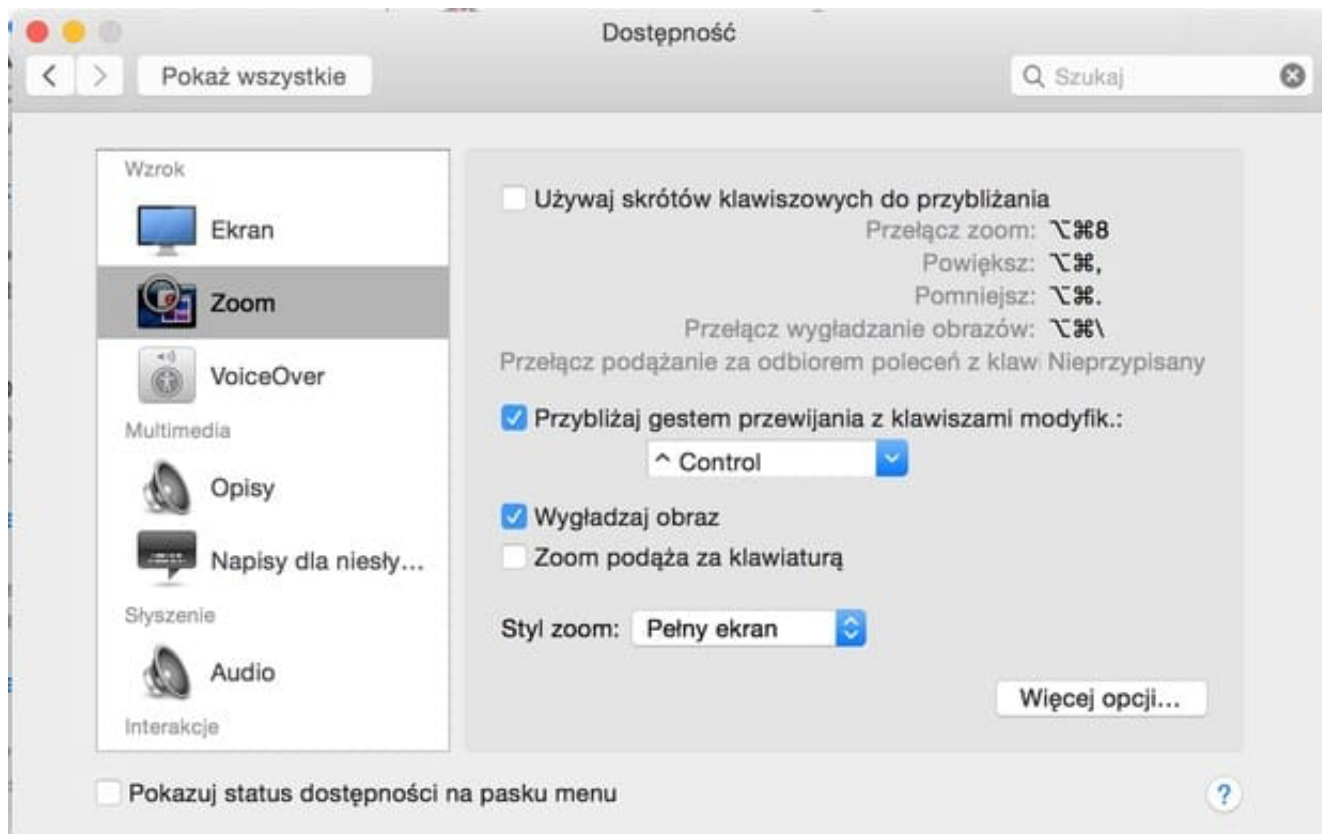 Dostępność
Pokaż wszystkie
Szukaj
Wzrok
Ekran
Zoom
VoiceOver
Multimedia
Opisy
Napisy dla niesły...
Słyszenie
Audio
Interakcje
Używaj skrótów klawiszowych do przybliżania
Przełącz zoom: ⌥⌘8
Powiększ: ⌥⌘,
Pomniejsz: ⌥⌘.
Przełącz wygładzanie obrazów: ⌥⌘\
Przełącz podążanie za odbiorem poleceń z klaw Nieprzypisany
Przybliżaj gestem przewijania z klawiszami modyfik.:
^ Control
Wygładzaj obraz
Zoom podąża za klawiaturą
Styl zoom: Pełny ekran
Więcej opcji...
Pokazuj status dostępności na pasku menu
?